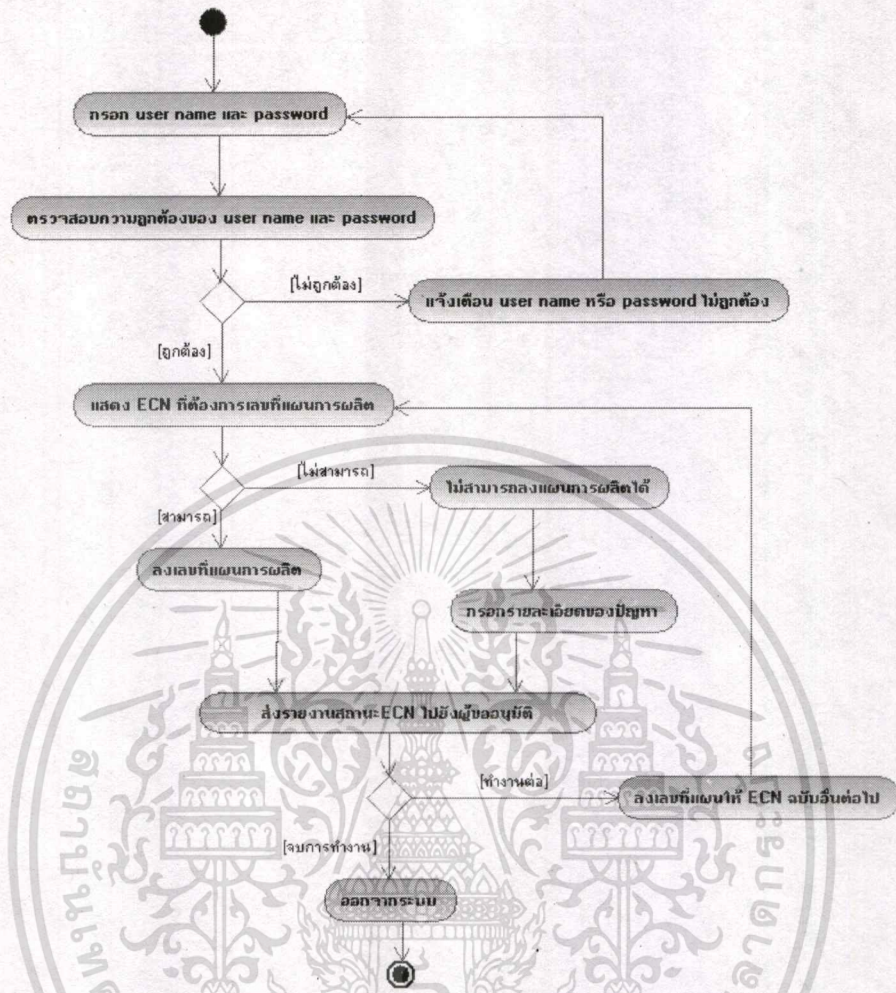 กรอก user name และ password
ตรวจสอบความถูกต้องของ user name และ password
[ไม่ถูกต้อง]
แจ้งเตือน user name หรือ password ไม่ถูกต้อง
[ถูกต้อง]
แสดง ECN ที่ต้องการเลขที่แผนการผลิต
[ไม่สามารถ]
ไม่สามารถลงแผนการผลิตได้
[สามารถ]
ลงเลขที่แผนการผลิต
กรอกรายละเอียดของปัญหา
ส่งรายงานสถานะECN ไปยังผู้ขออนุมัติ
[ทำงานต่อ]
ลงเลขที่แผนให้ ECN ฉบับอื่นต่อไป
[จบการทำงาน]
ออกจากระบบ